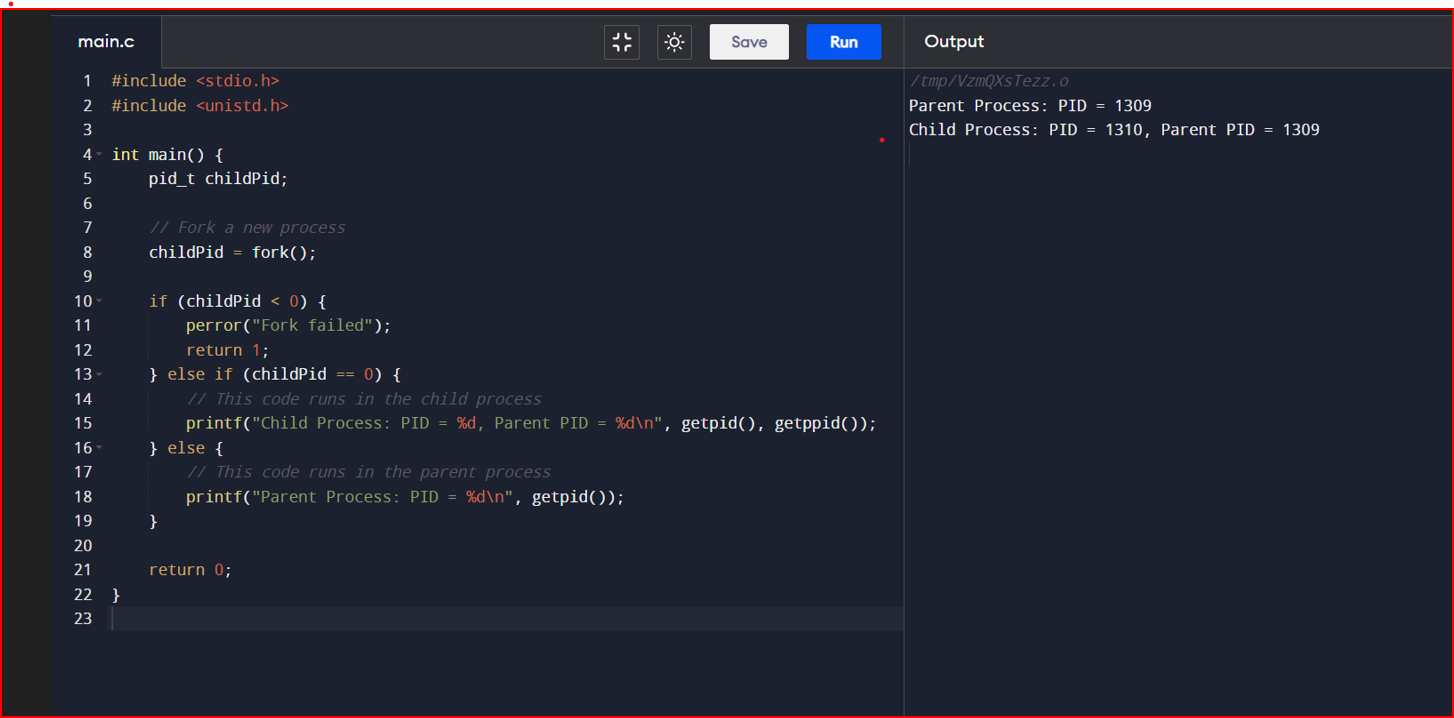 main.c
Save
Run
Output
1 #include <stdio.h>
2 #include <unistd.h>
3
4 int main() {
5     pid_t childPid;
6
7     // Fork a new process
8     childPid = fork();
9
10     if (childPid < 0) {
11         perror("Fork failed");
12         return 1;
13     } else if (childPid == 0) {
14         // This code runs in the child process
15         printf("Child Process: PID = %d, Parent PID = %d\n", getpid(), getppid());
16     } else {
17         // This code runs in the parent process
18         printf("Parent Process: PID = %d\n", getpid());
19     }
20
21     return 0;
22 }
23
/tmp/VzmQXsTezz.o
Parent Process: PID = 1309
Child Process: PID = 1310, Parent PID = 1309